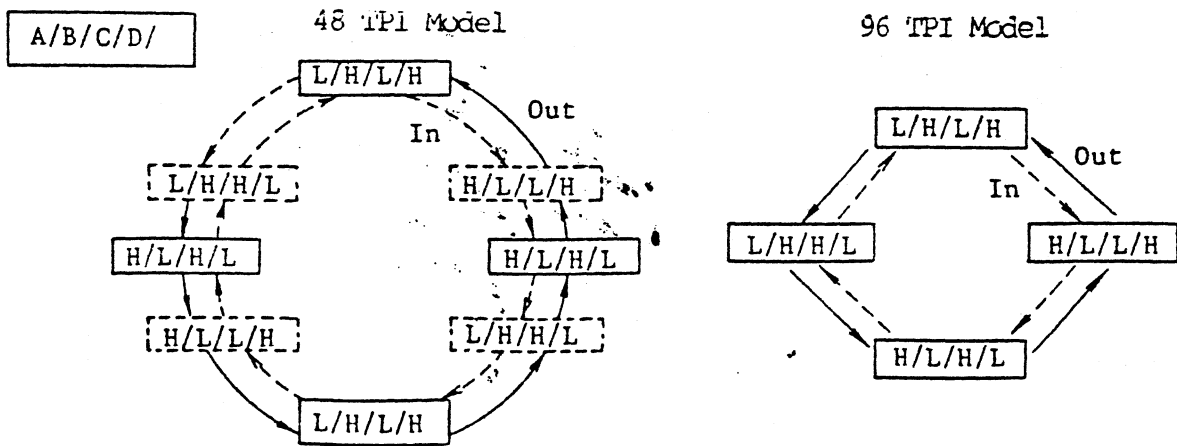 A/B/C/D/
48 TPI Model
L/H/L/H
Out
In
L/H/H/L
H/L/L/H
H/L/H/L
H/L/H/L
H/L/L/H
L/H/H/L
L/H/L/H
96 TPI Model
L/H/L/H
Out
In
L/H/H/L
H/L/L/H
H/L/H/L